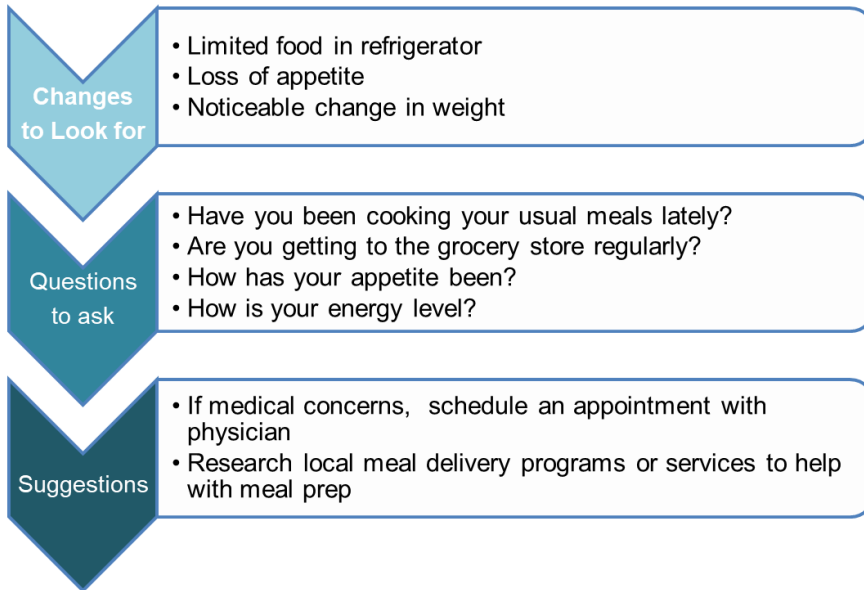 Changes
to Look for
• Limited food in refrigerator
• Loss of appetite
• Noticeable change in weight
Questions
to ask
• Have you been cooking your usual meals lately?
• Are you getting to the grocery store regularly?
• How has your appetite been?
• How is your energy level?
Suggestions
• If medical concerns, schedule an appointment with
physician
• Research local meal delivery programs or services to help
with meal prep